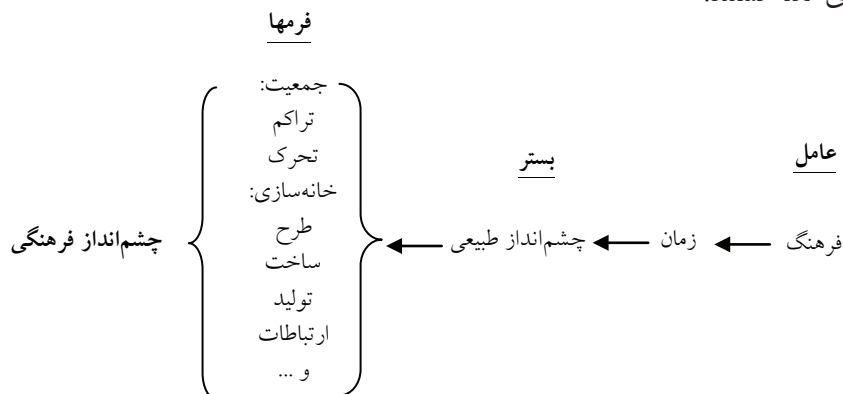 فرمها
جمعیت:
تراکم
تحرک
خانه‌سازی:
طرح
ساخت
تولید
ارتباطات
و ...
عامل
بستر
فرهنگ
زمان
چشم‌انداز طبیعی
چشم‌انداز فرهنگی